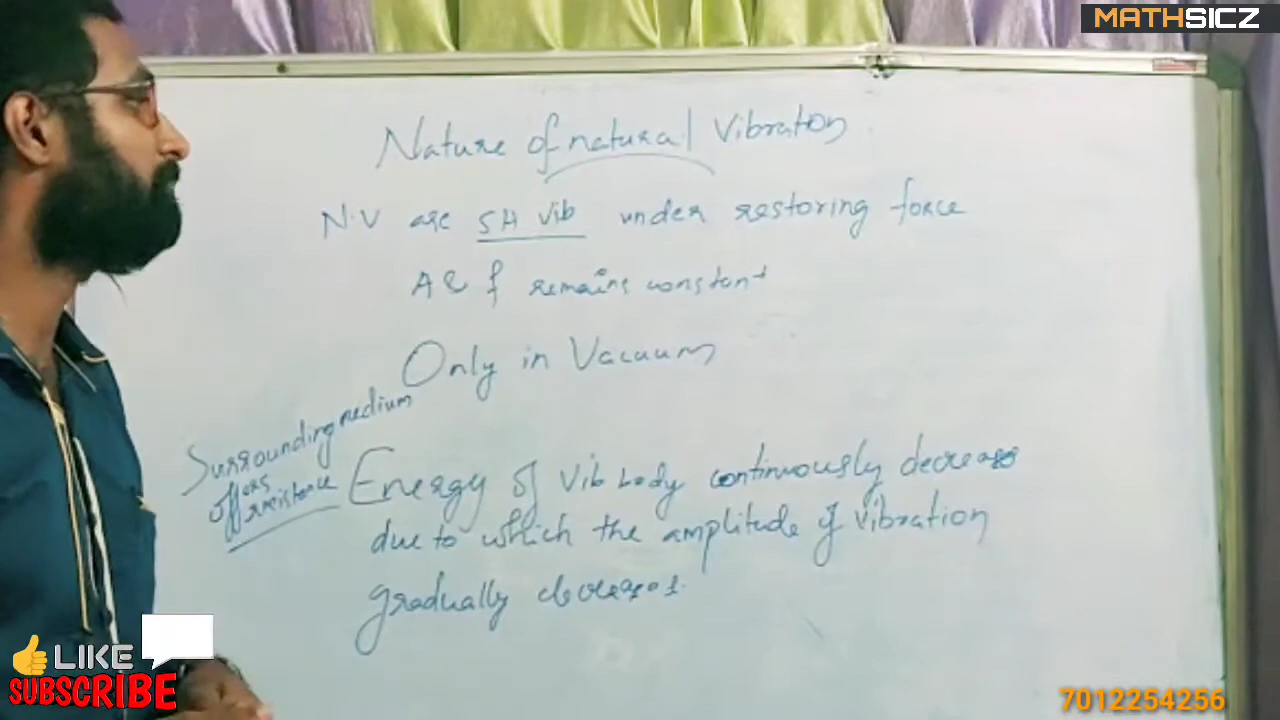 MATHSICZ
Nature of natural Vibration
N.V are SH Vib under restoring force
A & f remains constant
Only in Vacuum
Surrounding medium
offers
resistance
Energy of vib body continuously decreases
due to which the amplitude of vibration
gradually decreases.
LIKE
SUBSCRIBE
7012254256